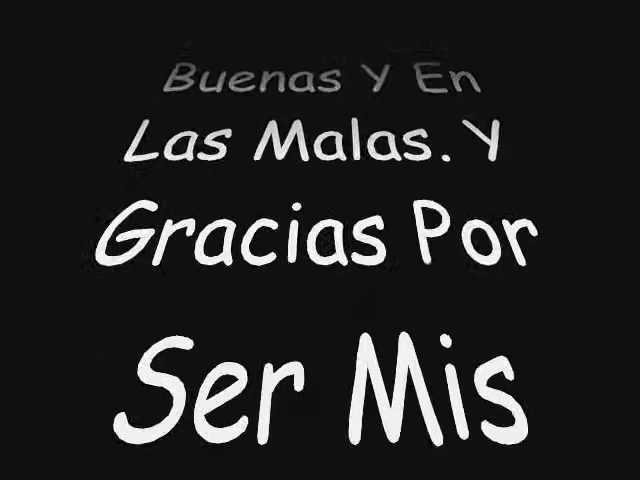 Buenas Y En
Las Malas. Y
Gracias Por
Ser Mis